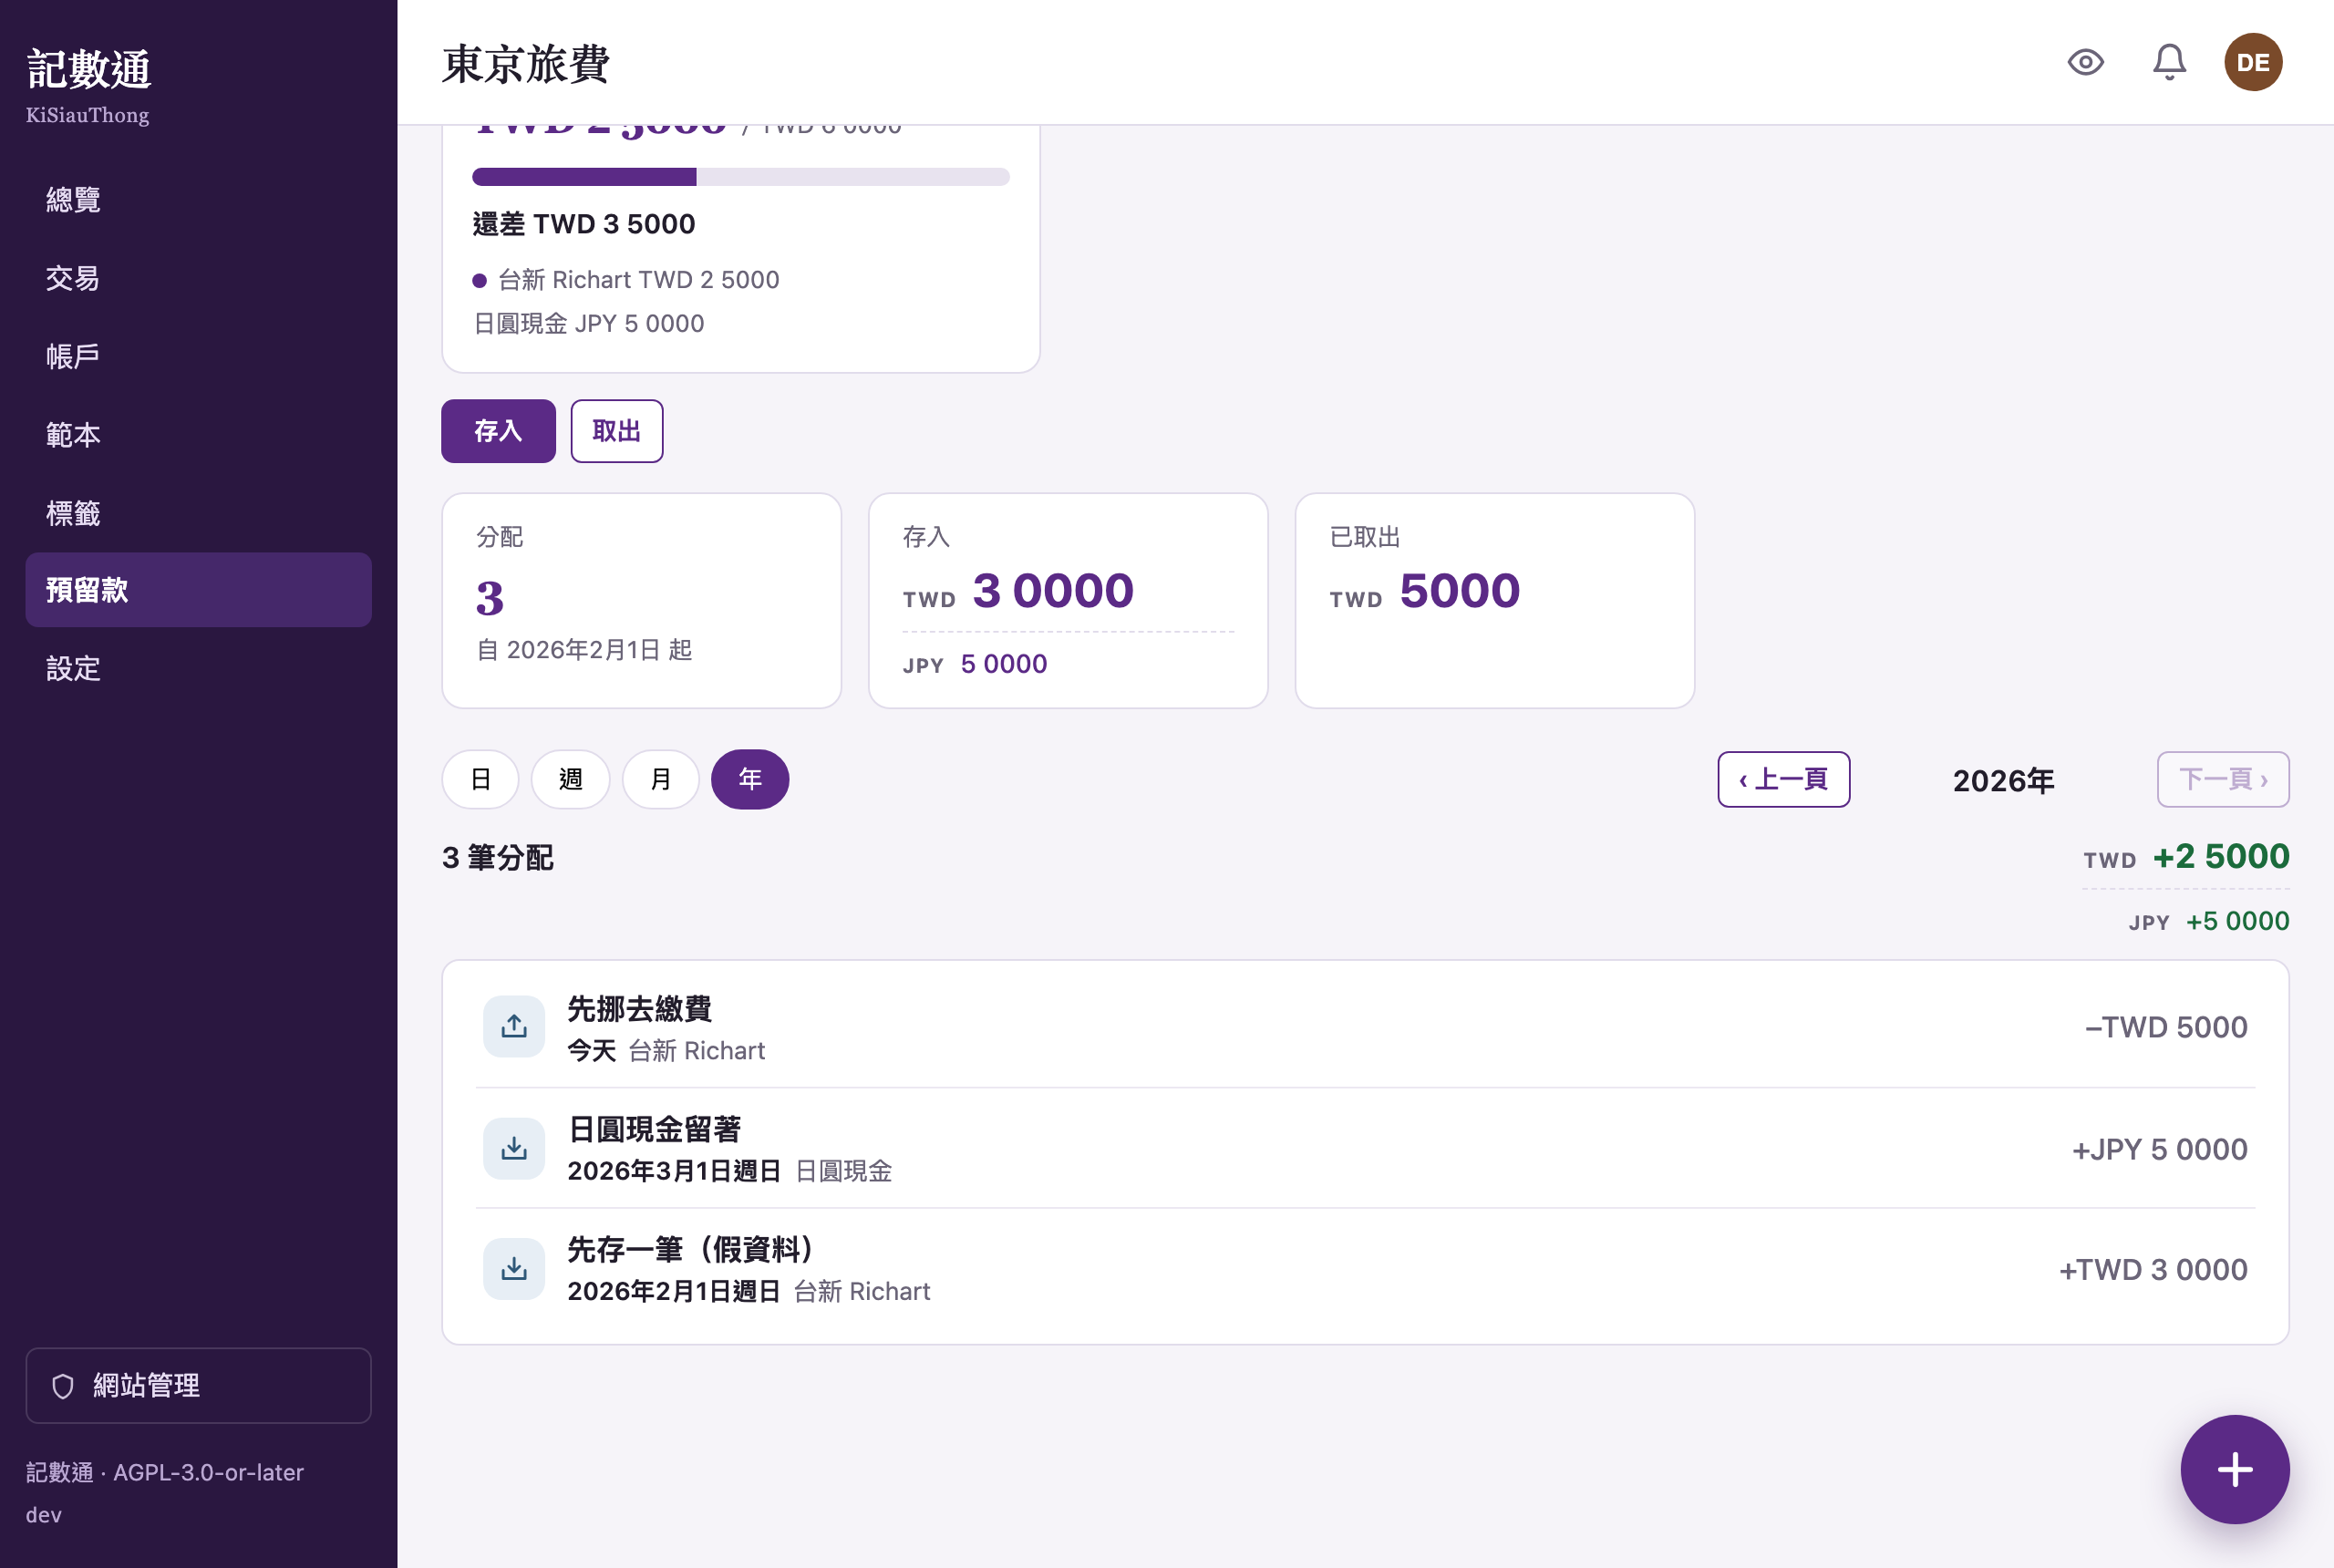 記數通
KiSiauThong
總覽
交易
帳戶
範本
標籤
預留款
設定
網站管理
記數通 · AGPL-3.0-or-later
dev
東京旅費
DE
TWD 2 5000 / TWD 6 0000
還差 TWD 3 5000
台新 Richart TWD 2 5000
日圓現金 JPY 5 0000
存入
取出
分配
3
自 2026年2月1日 起
存入
TWD 3 0000
JPY 5 0000
已取出
TWD 5000
日
週
月
年
‹ 上一頁
2026年
下一頁 ›
3 筆分配
TWD +2 5000
JPY +5 0000
先挪去繳費
今天 台新 Richart
−TWD 5000
日圓現金留著
2026年3月1日週日 日圓現金
+JPY 5 0000
先存一筆（假資料）
2026年2月1日週日 台新 Richart
+TWD 3 0000